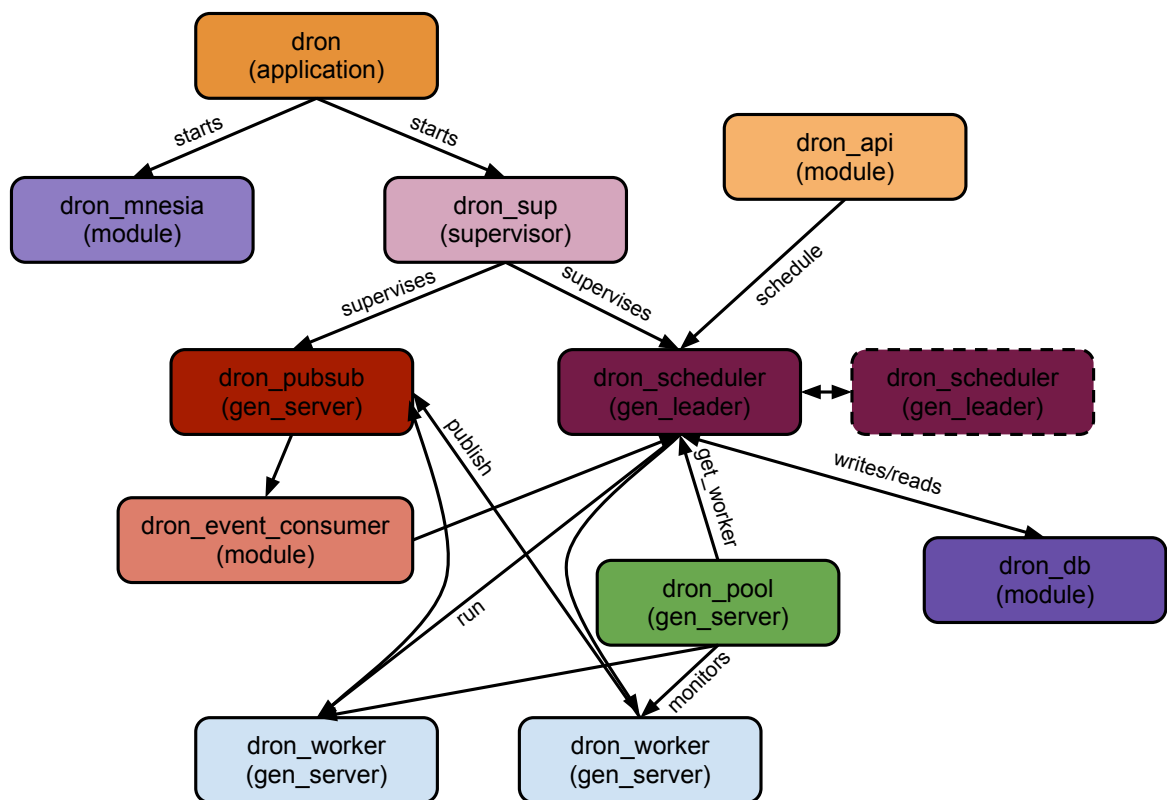 dron
(application)
starts
starts
dron_api
(module)
dron_mnesia
(module)
dron_sup
(supervisor)
supervises
supervises
schedule
dron_pubsub
(gen_server)
dron_scheduler
(gen_leader)
dron_scheduler
(gen_leader)
publish
get_worker
writes/reads
dron_event_consumer
(module)
dron_db
(module)
dron_pool
(gen_server)
run
monitors
dron_worker
(gen_server)
dron_worker
(gen_server)